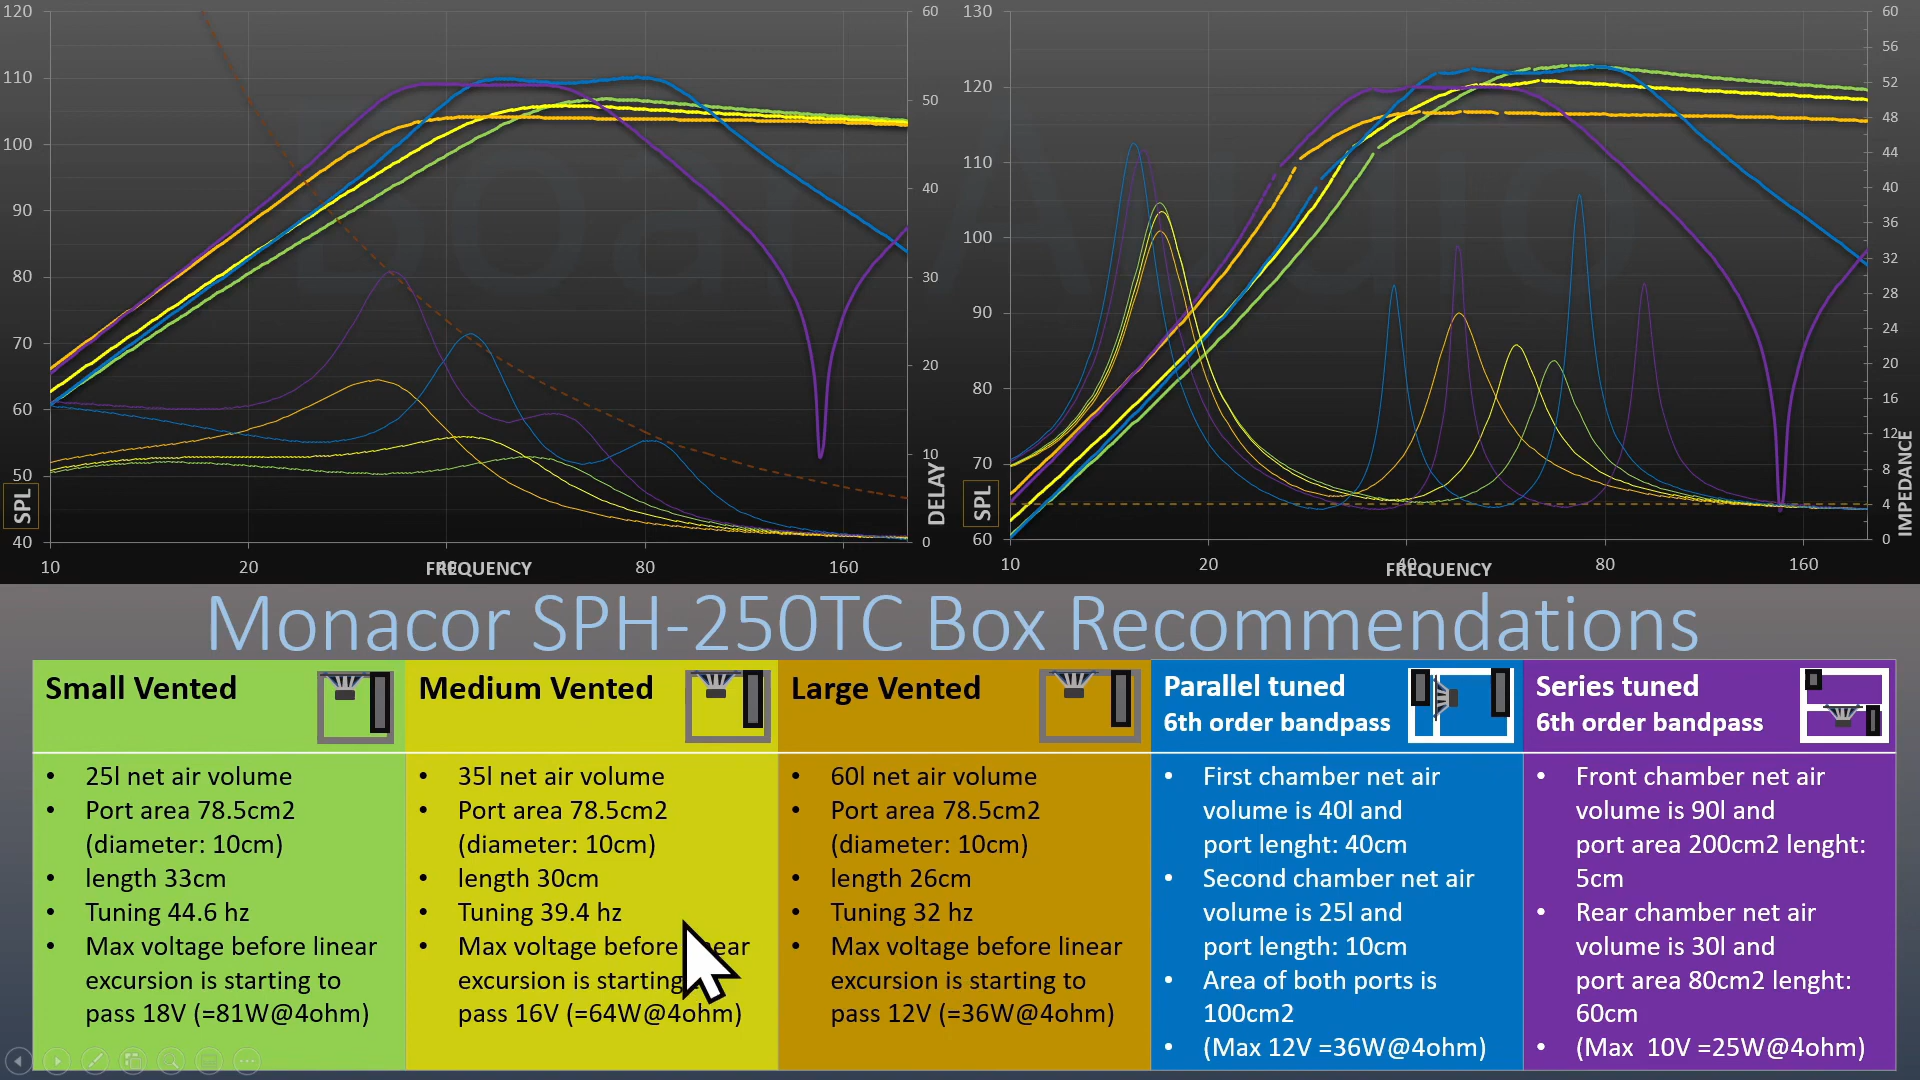 120
110
100
90
80
70
60
50
40
SPL
60
50
40
30
20
10
0
DELAY
10 20 40 80 160
FREQUENCY
130
120
110
100
90
80
70
60
SPL
60
56
52
48
44
40
36
32
28
24
20
16
12
8
4
0
IMPEDANCE
10 20 40 80 160
FREQUENCY
Monacor SPH-250TC Box Recommendations
Small Vented
• 25l net air volume
• Port area 78.5cm2
(diameter: 10cm)
• length 33cm
• Tuning 44.6 hz
• Max voltage before linear
excursion is starting to
pass 18V (=81W@4ohm)
Medium Vented
• 35l net air volume
• Port area 78.5cm2
(diameter: 10cm)
• length 30cm
• Tuning 39.4 hz
• Max voltage before linear
excursion is starting
pass 16V (=64W@4ohm)
Large Vented
• 60l net air volume
• Port area 78.5cm2
(diameter: 10cm)
• length 26cm
• Tuning 32 hz
• Max voltage before linear
excursion is starting to
pass 12V (=36W@4ohm)
Parallel tuned
6th order bandpass
• First chamber net air
volume is 40l and
port lenght: 40cm
• Second chamber net air
volume is 25l and
port length: 10cm
• Area of both ports is
100cm2
• (Max 12V =36W@4ohm)
Series tuned
6th order bandpass
• Front chamber net air
volume is 90l and
port area 200cm2 lenght:
5cm
• Rear chamber net air
volume is 30l and
port area 80cm2 lenght:
60cm
• (Max 10V =25W@4ohm)